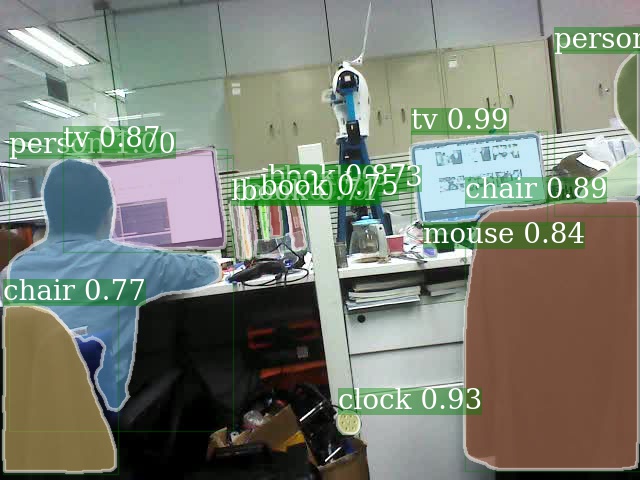 person
tv 0.99
tv 0.87
person 1.00
book 0.75
chair 0.89
mouse 0.84
chair 0.77
clock 0.93